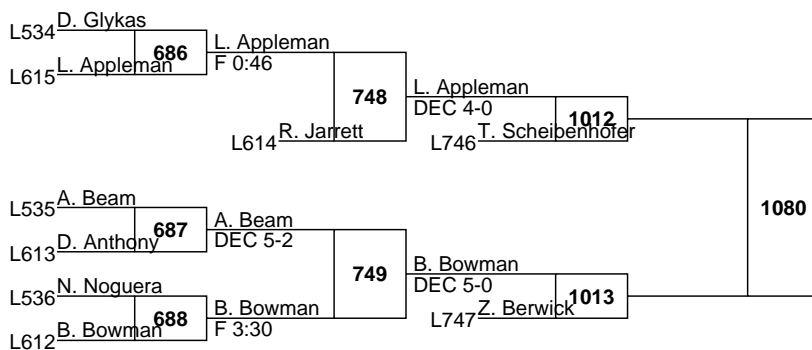 L534 D. Glykas
686
L. Appleman
F 0:46
L615 L. Appleman
748
L. Appleman
DEC 4-0
L614 R. Jarrett
1012
L746 T. Scheibenhofer
L535 A. Beam
687
A. Beam
DEC 5-2
L613 D. Anthony
1080
749
B. Bowman
DEC 5-0
L536 N. Noguera
688
B. Bowman
F 3:30
L612 B. Bowman
1013
L747 Z. Berwick